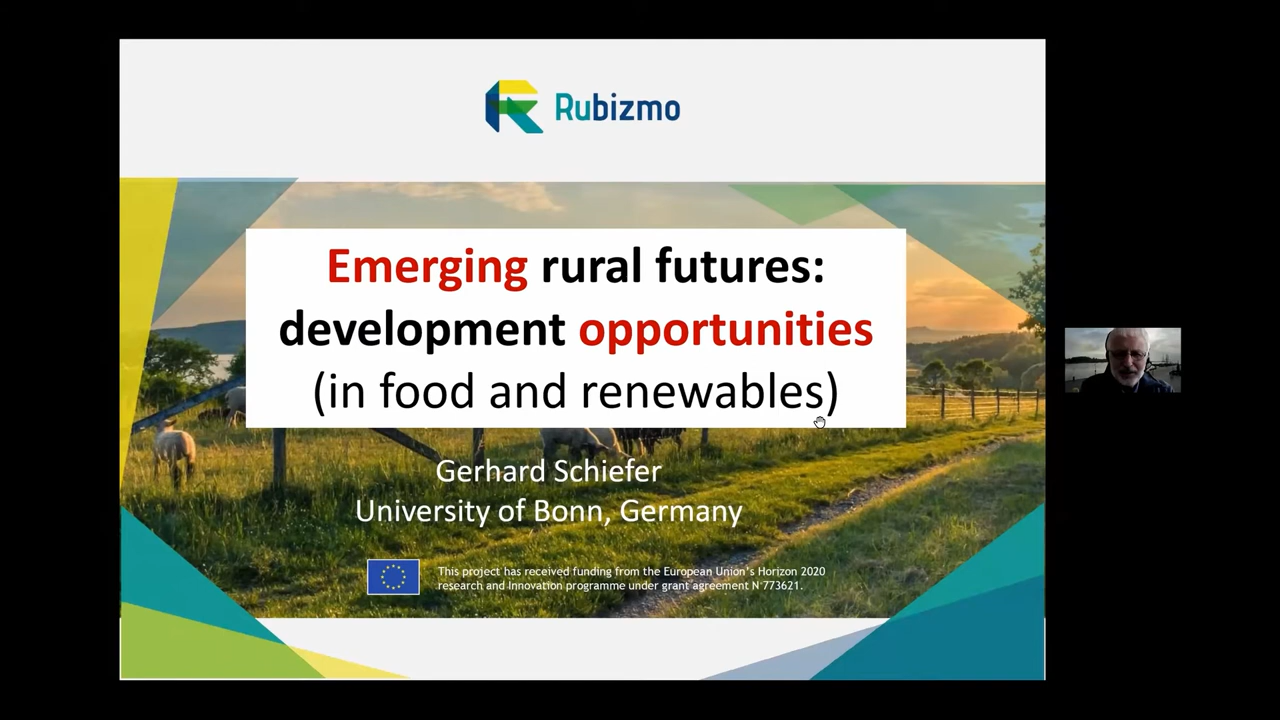 Rubizmo
Emerging rural futures:
development opportunities
(in food and renewables)
Gerhard Schiefer
University of Bonn, Germany
This project has received funding from the European Union's Horizon 2020
research and Innovation programme under grant agreement N°773621.